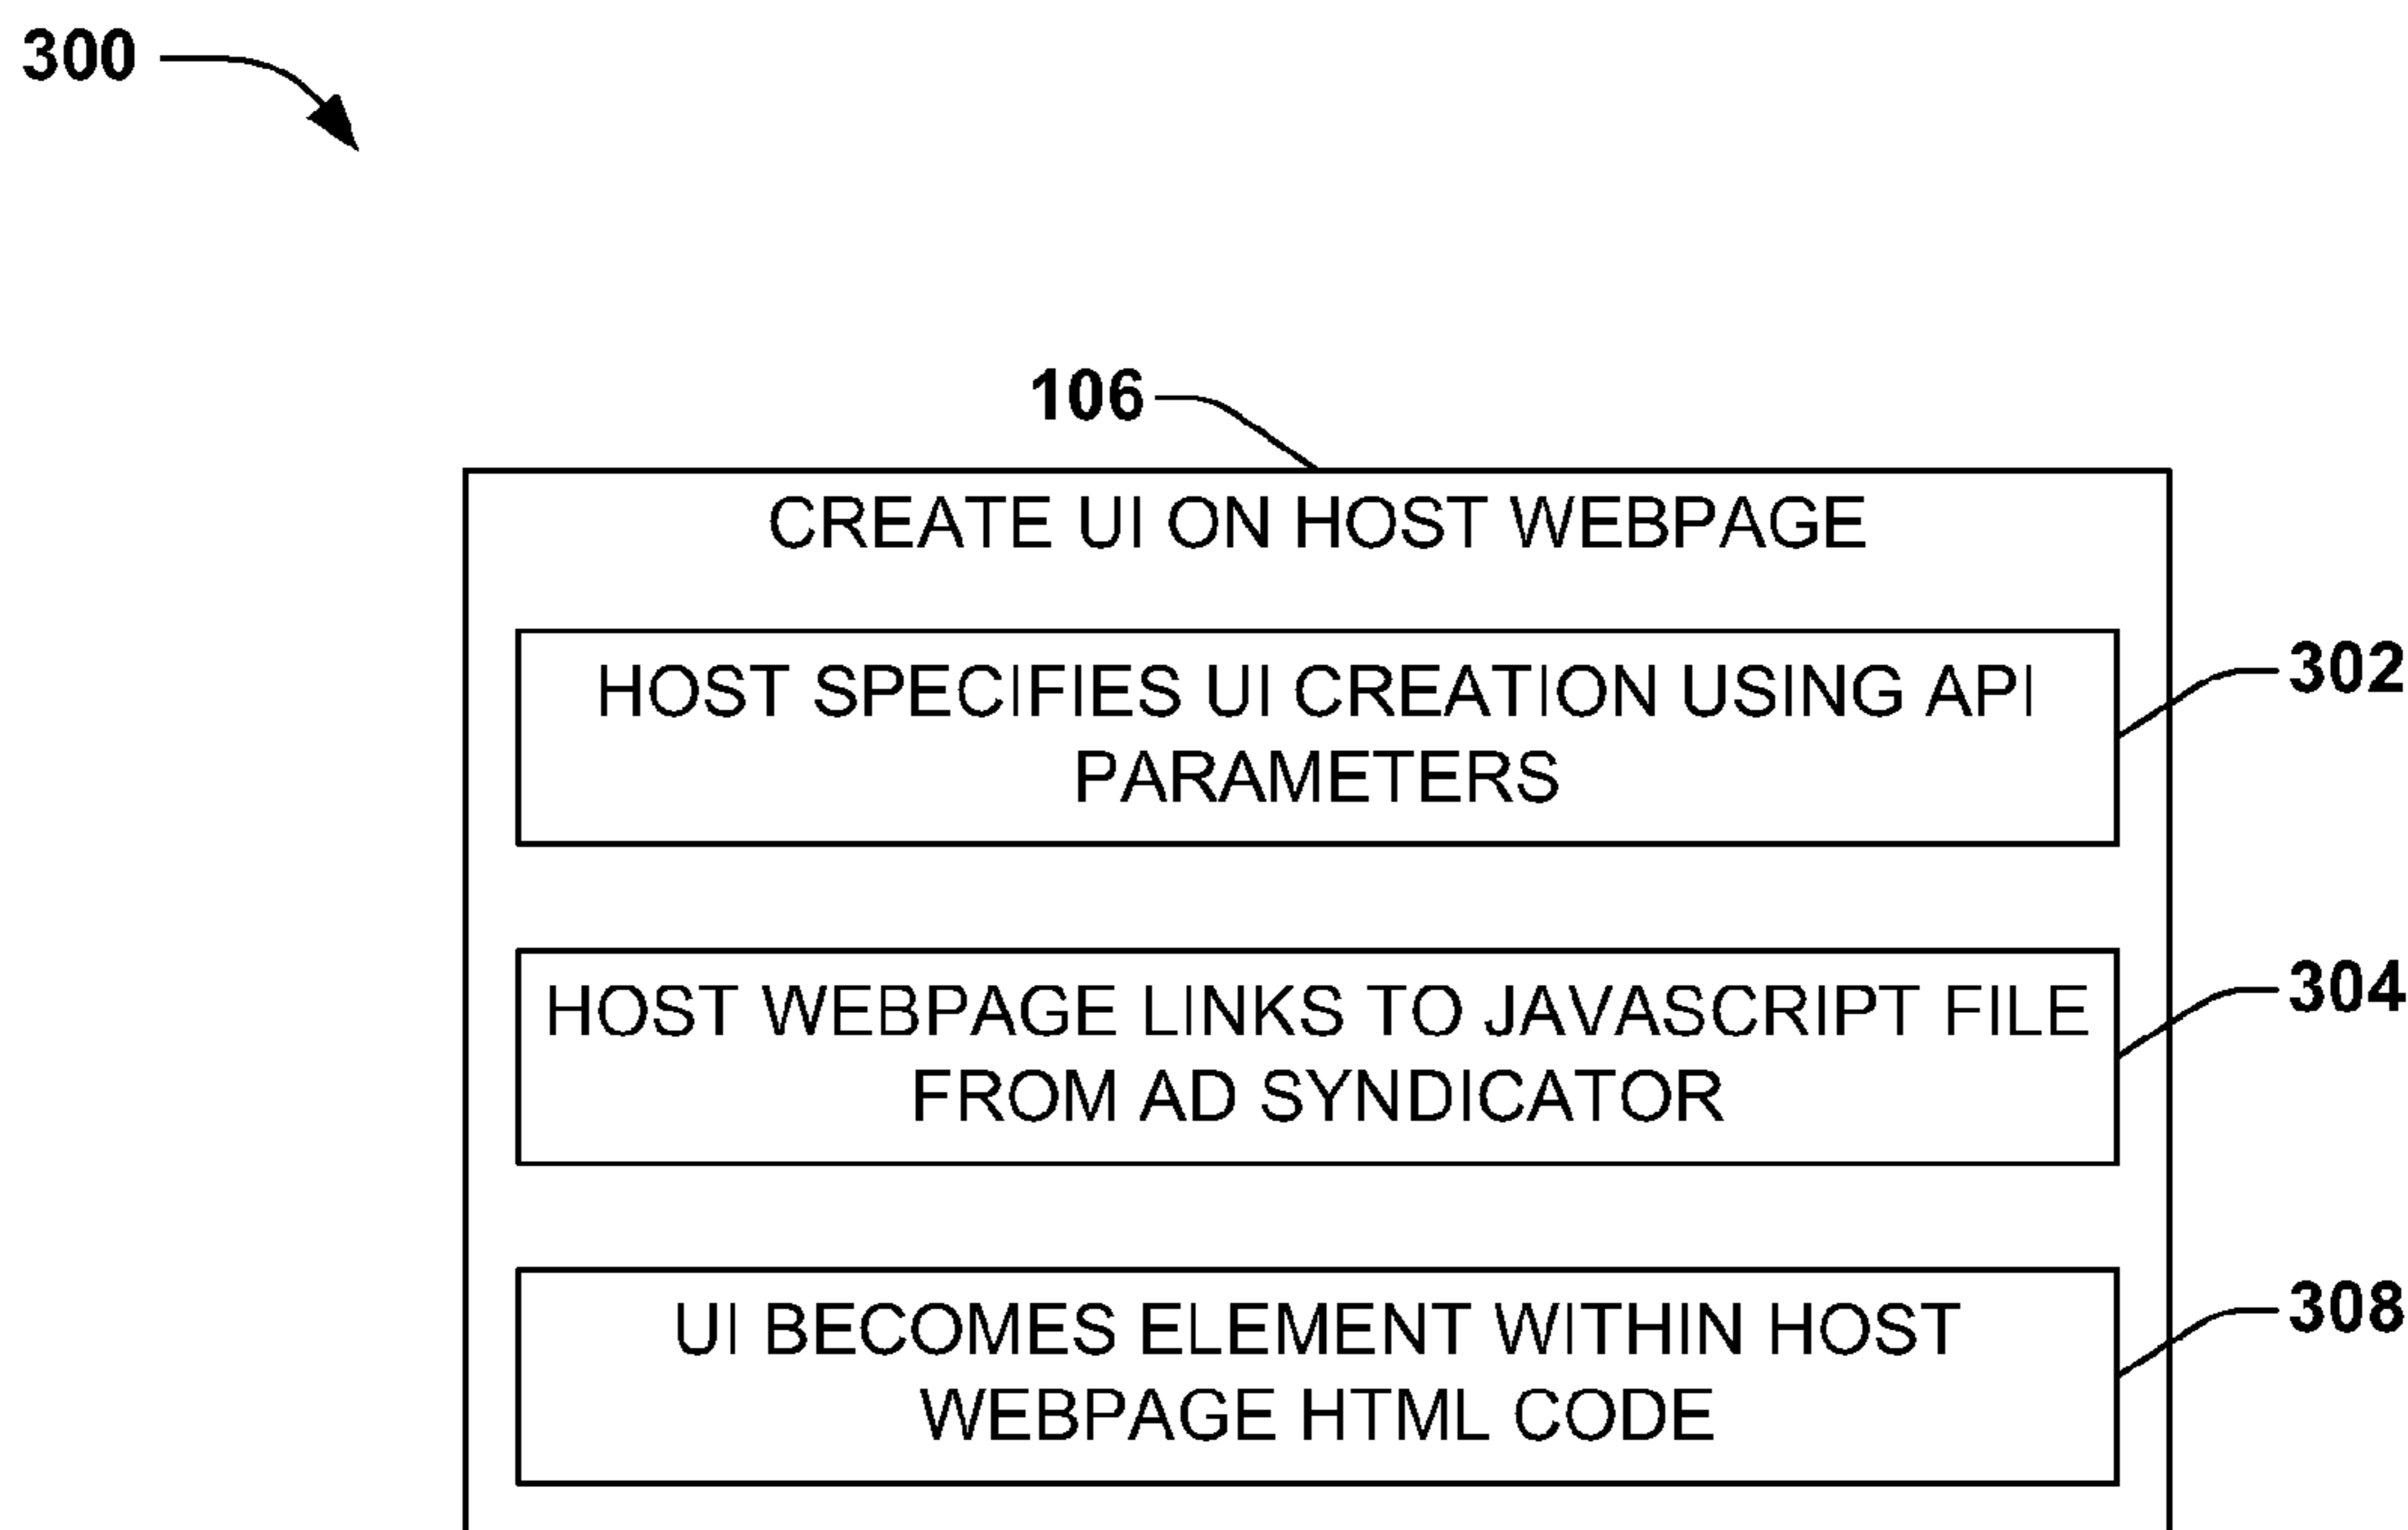 300
106
CREATE UI ON HOST WEBPAGE
HOST SPECIFIES UI CREATION USING API
PARAMETERS
302
HOST WEBPAGE LINKS TO JAVASCRIPT FILE
FROM AD SYNDICATOR
304
UI BECOMES ELEMENT WITHIN HOST
WEBPAGE HTML CODE
308